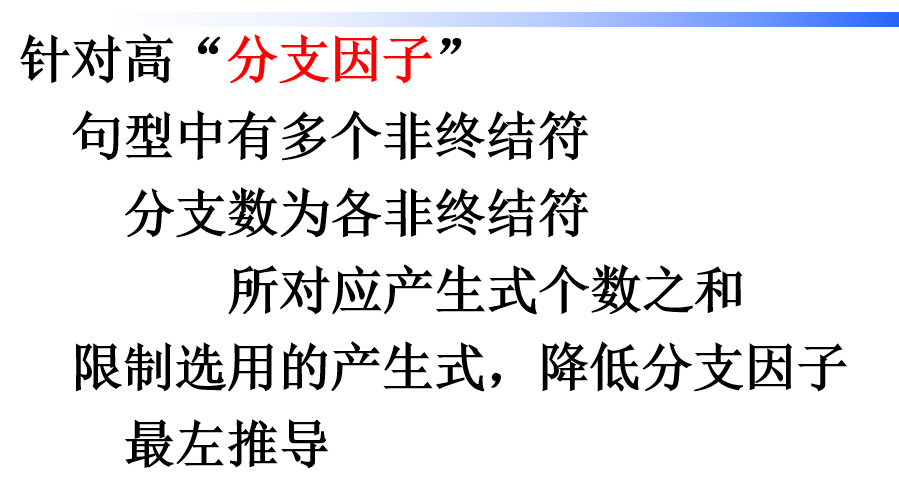 针对高“分支因子”
句型中有多个非终结符
分支数为各非终结符
所对应产生式个数之和
限制选用的产生式，降低分支因子
最左推导